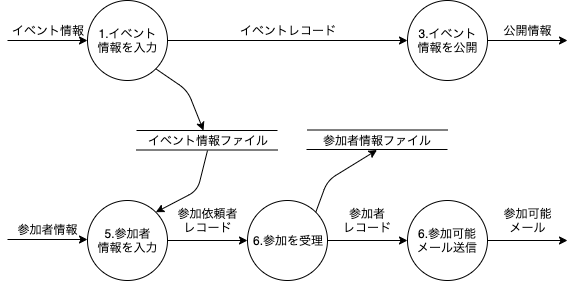 イベント情報
1.イベント
情報を入力
イベントレコード
3.イベント
情報を公開
公開情報
イベント情報ファイル
参加者情報ファイル
参加者情報
5.参加者
情報を入力
参加依頼者
レコード
6.参加を受理
参加者
レコード
6.参加可能
メール送信
参加可能
メール